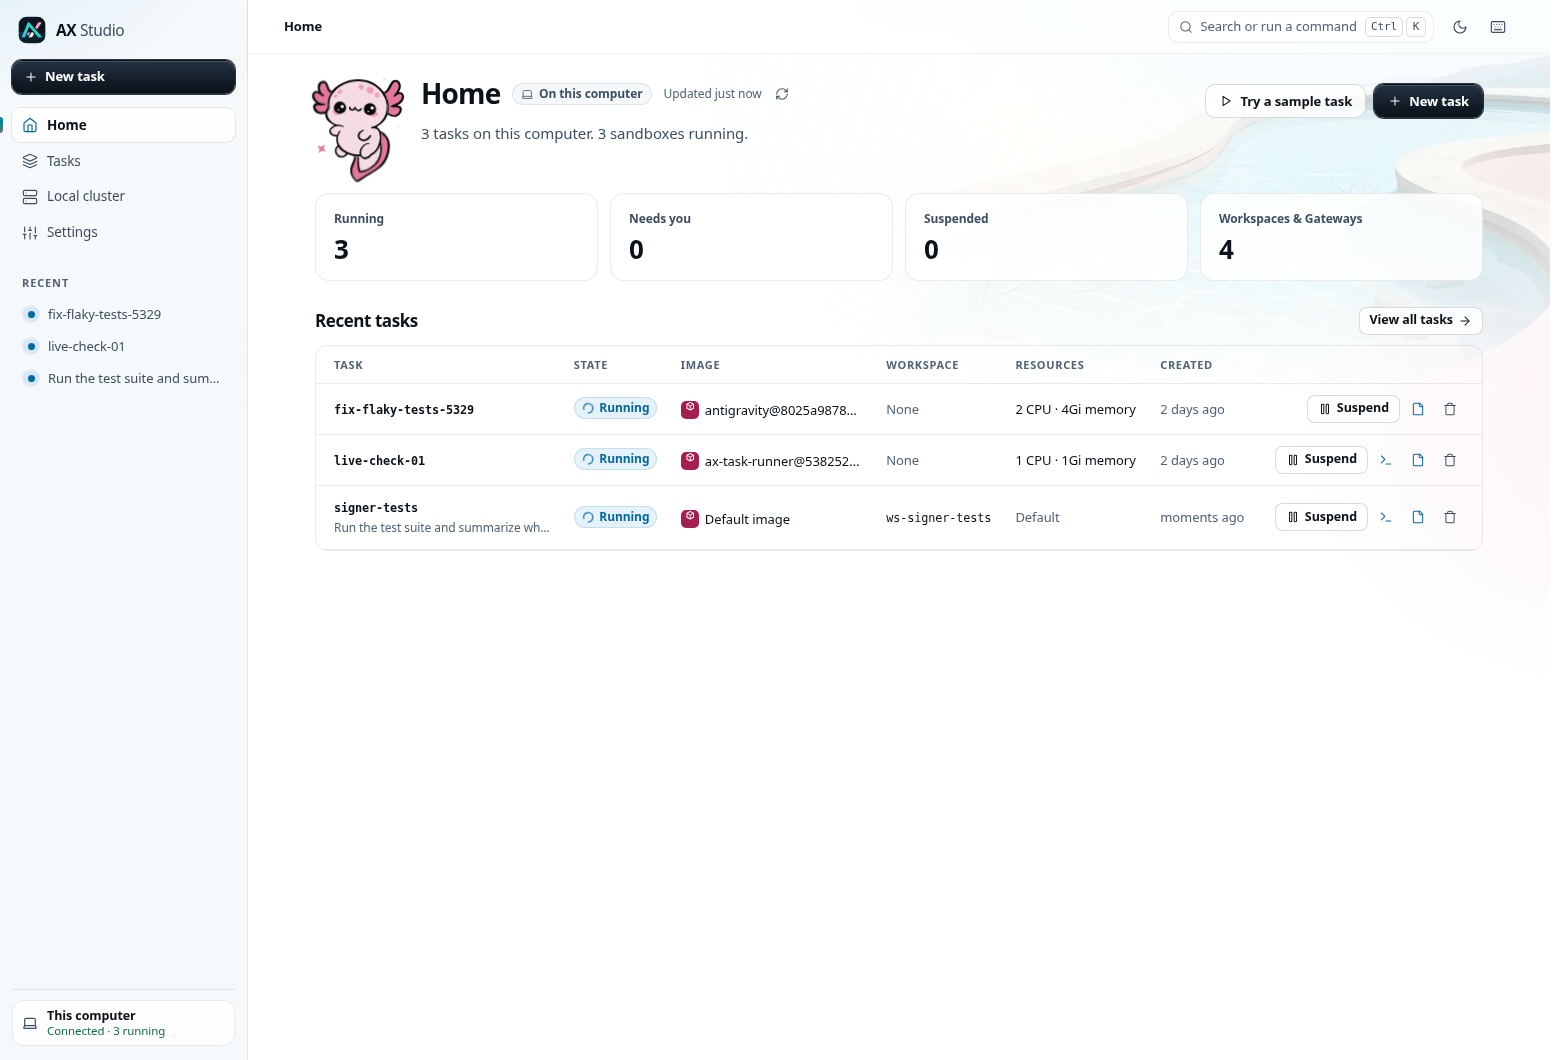 AX Studio
New task
Home
Tasks
Local cluster
Settings
RECENT
fix-flaky-tests-5329
live-check-01
Run the test suite and sum...
This computer
Connected · 3 running
Home
Search or run a command Ctrl K
Home On this computer Updated just now
3 tasks on this computer. 3 sandboxes running.
Try a sample task New task
Running Needs you Suspended Workspaces & Gateways
3 0 0 4
Recent tasks View all tasks
TASK STATE IMAGE WORKSPACE RESOURCES CREATED
fix-flaky-tests-5329 Running antigravity@8025a9878... None 2 CPU · 4Gi memory 2 days ago Suspend
live-check-01 Running ax-task-runner@538252... None 1 CPU · 1Gi memory 2 days ago Suspend
signer-tests
Run the test suite and summarize wh... Running Default image ws-signer-tests Default moments ago Suspend